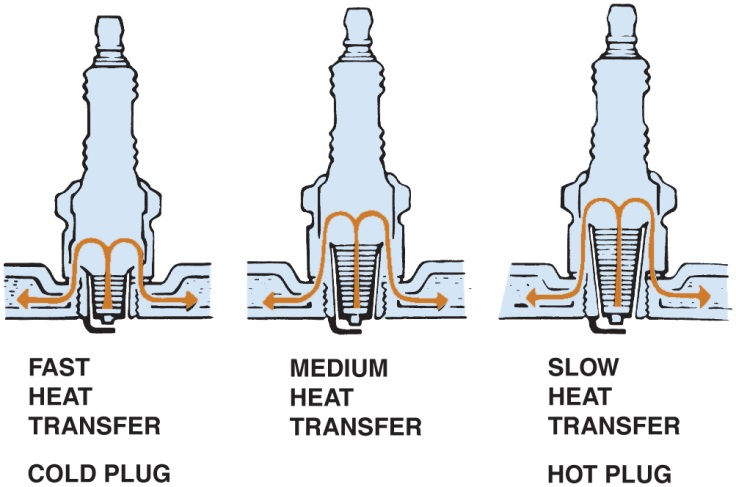 FAST
HEAT
TRANSFER
COLD PLUG
MEDIUM
HEAT
TRANSFER
SLOW
HEAT
TRANSFER
HOT PLUG